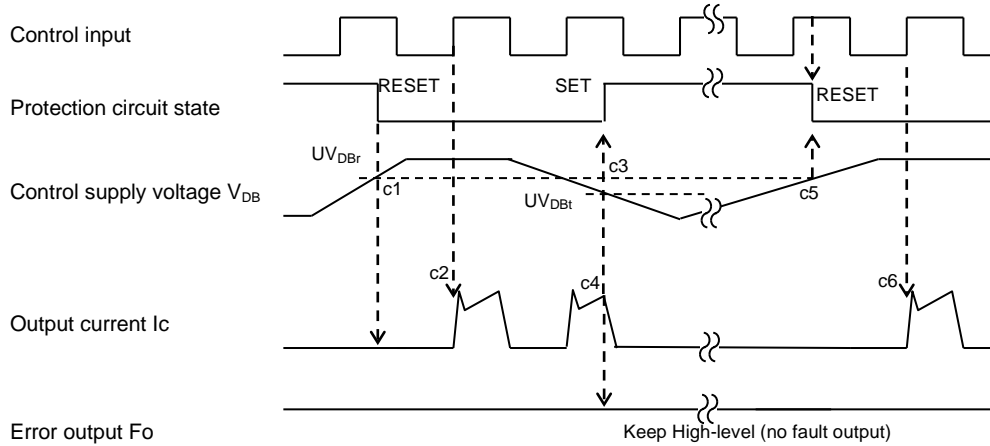 Control input
RESET
SET
RESET
Protection circuit state
UVDBr
c1
c3
c5
Control supply voltage VDB
UVDBt
c2
c4
c6
Output current Ic
Error output Fo
Keep High-level (no fault output)